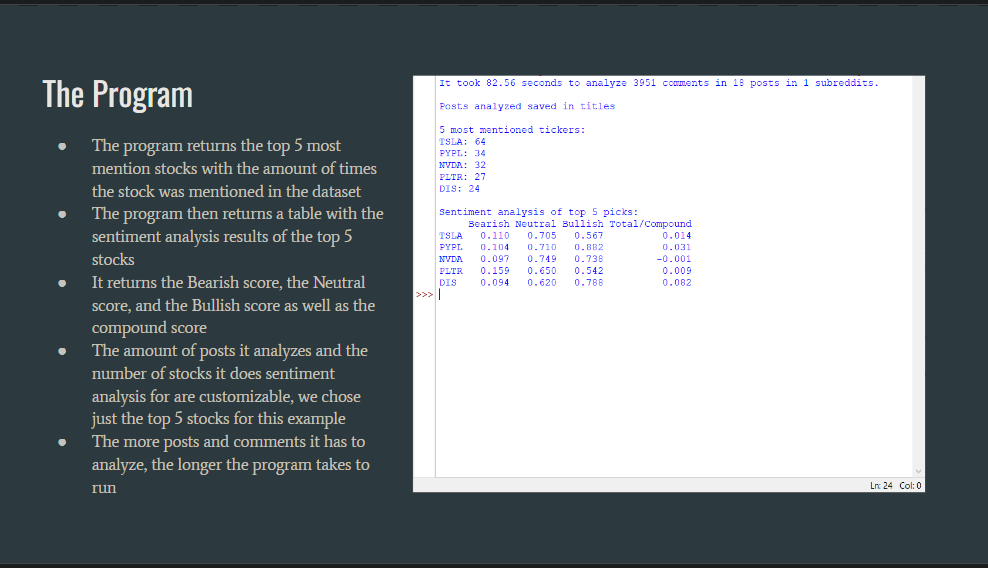 The Program
● The program returns the top 5 most
mention stocks with the amount of times
the stock was mentioned in the dataset
● The program then returns a table with the
sentiment analysis results of the top 5
stocks
● It returns the Bearish score, the Neutral
score, and the Bullish score as well as the
compound score
● The amount of posts it analyzes and the
number of stocks it does sentiment
analysis for are customizable, we chose
just the top 5 stocks for this example
● The more posts and comments it has to
analyze, the longer the program takes to
run
It took 82.56 seconds to analyze 3951 comments in 18 posts in 1 subreddits.
Posts analyzed saved in titles
5 most mentioned tickers:
TSLA: 64
PYPL: 34
NVDA: 32
PLTR: 27
DIS: 24
Sentiment analysis of top 5 picks:
Bearish Neutral Bullish Total/Compound
TSLA 0.110 0.705 0.567 0.014
PYPL 0.104 0.710 0.882 0.031
NVDA 0.097 0.749 0.738 -0.001
PLTR 0.159 0.650 0.542 0.009
DIS 0.094 0.620 0.788 0.082
>>>
Ln: 24 Col: 0